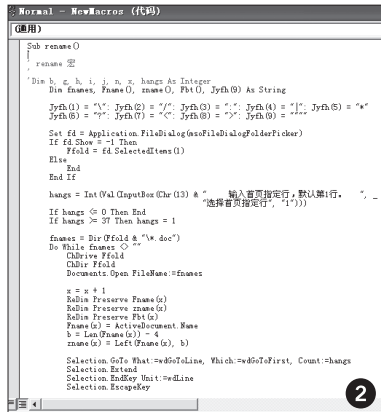 Normal - NewMacros (代码)
(通用)
Sub rename()
'
' rename 宏
'
'Dim b, g, h, i, j, n, x, hangs As Integer
Dim fnames, Fname(), zname(), Fbt(), Jyfh(9) As String
Jyfh(1) = "\": Jyfh(2) = "/": Jyfh(3) = ":": Jyfh(4) = "|": Jyfh(5) = "*"
Jyfh(6) = "?": Jyfh(7) = "<": Jyfh(8) = ">": Jyfh(9) = """"
Set fd = Application.FileDialog(msoFileDialogFolderPicker)
If fd.Show = -1 Then
Ffold = fd.SelectedItems(1)
Else
End
End If
hangs = Int(Val(InputBox(Chr(13) & "　　输入首页指定行，默认第1行。　　", _
"选择首页指定行", "1")))
If hangs <= 0 Then End
If hangs >= 37 Then hangs = 1
fnames = Dir(Ffold & "\*.doc")
Do While fnames <> ""
ChDrive Ffold
ChDir Ffold
Documents.Open FileName:=fnames
x = x + 1
ReDim Preserve Fname(x)
ReDim Preserve zname(x)
ReDim Preserve Fbt(x)
Fname(x) = ActiveDocument.Name
b = Len(Fname(x)) - 4
zname(x) = Left(Fname(x), b)
Selection.GoTo What:=wdGoToLine, Which:=wdGoToFirst, Count:=hangs
Selection.Extend
Selection.EndKey Unit:=wdLine
Selection.EscapeKey
2